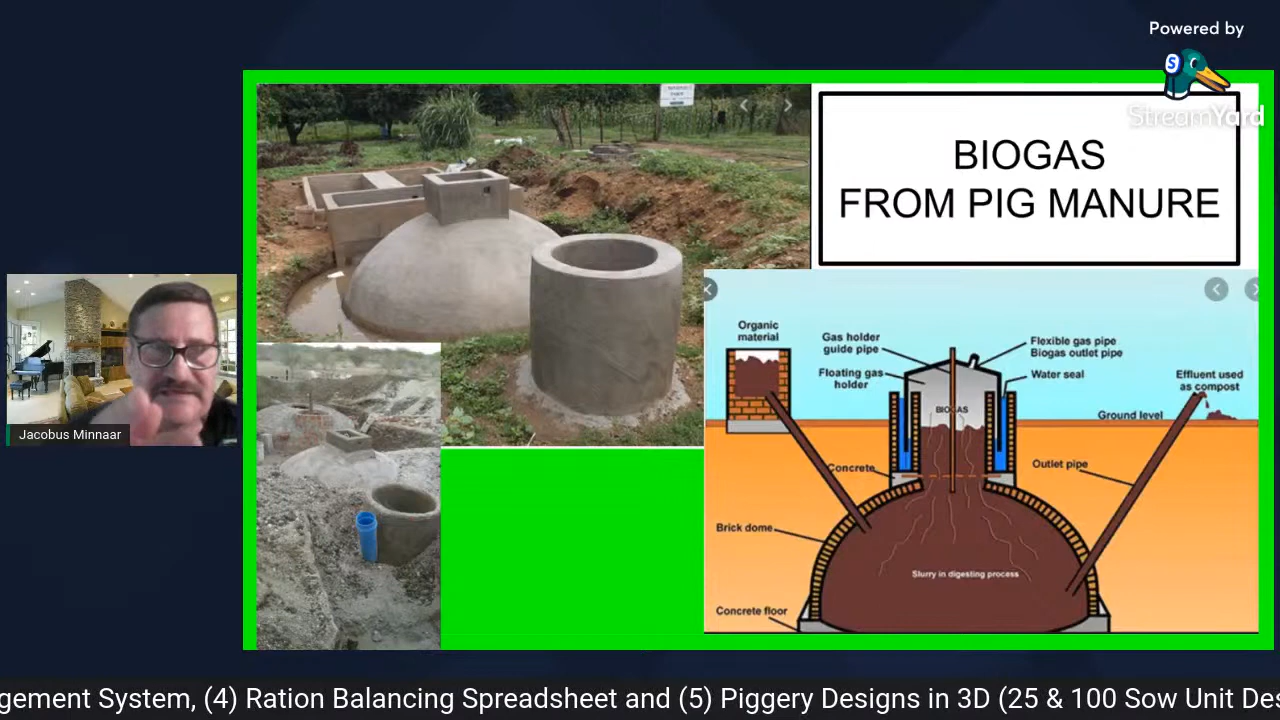 Powered by
S
StreamYard
BIOGAS
FROM PIG MANURE
Organic
material
Gas holder
guide pipe
Floating gas
holder
Flexible gas pipe
Biogas outlet pipe
Water seal
Effluent used
as compost
BIOGAS
Ground level
Concrete
Outlet pipe
Brick dome
Slurry in digesting process
Concrete floor
Jacobus Minnaar
gement System, (4) Ration Balancing Spreadsheet and (5) Piggery Designs in 3D (25 & 100 Sow Unit Des